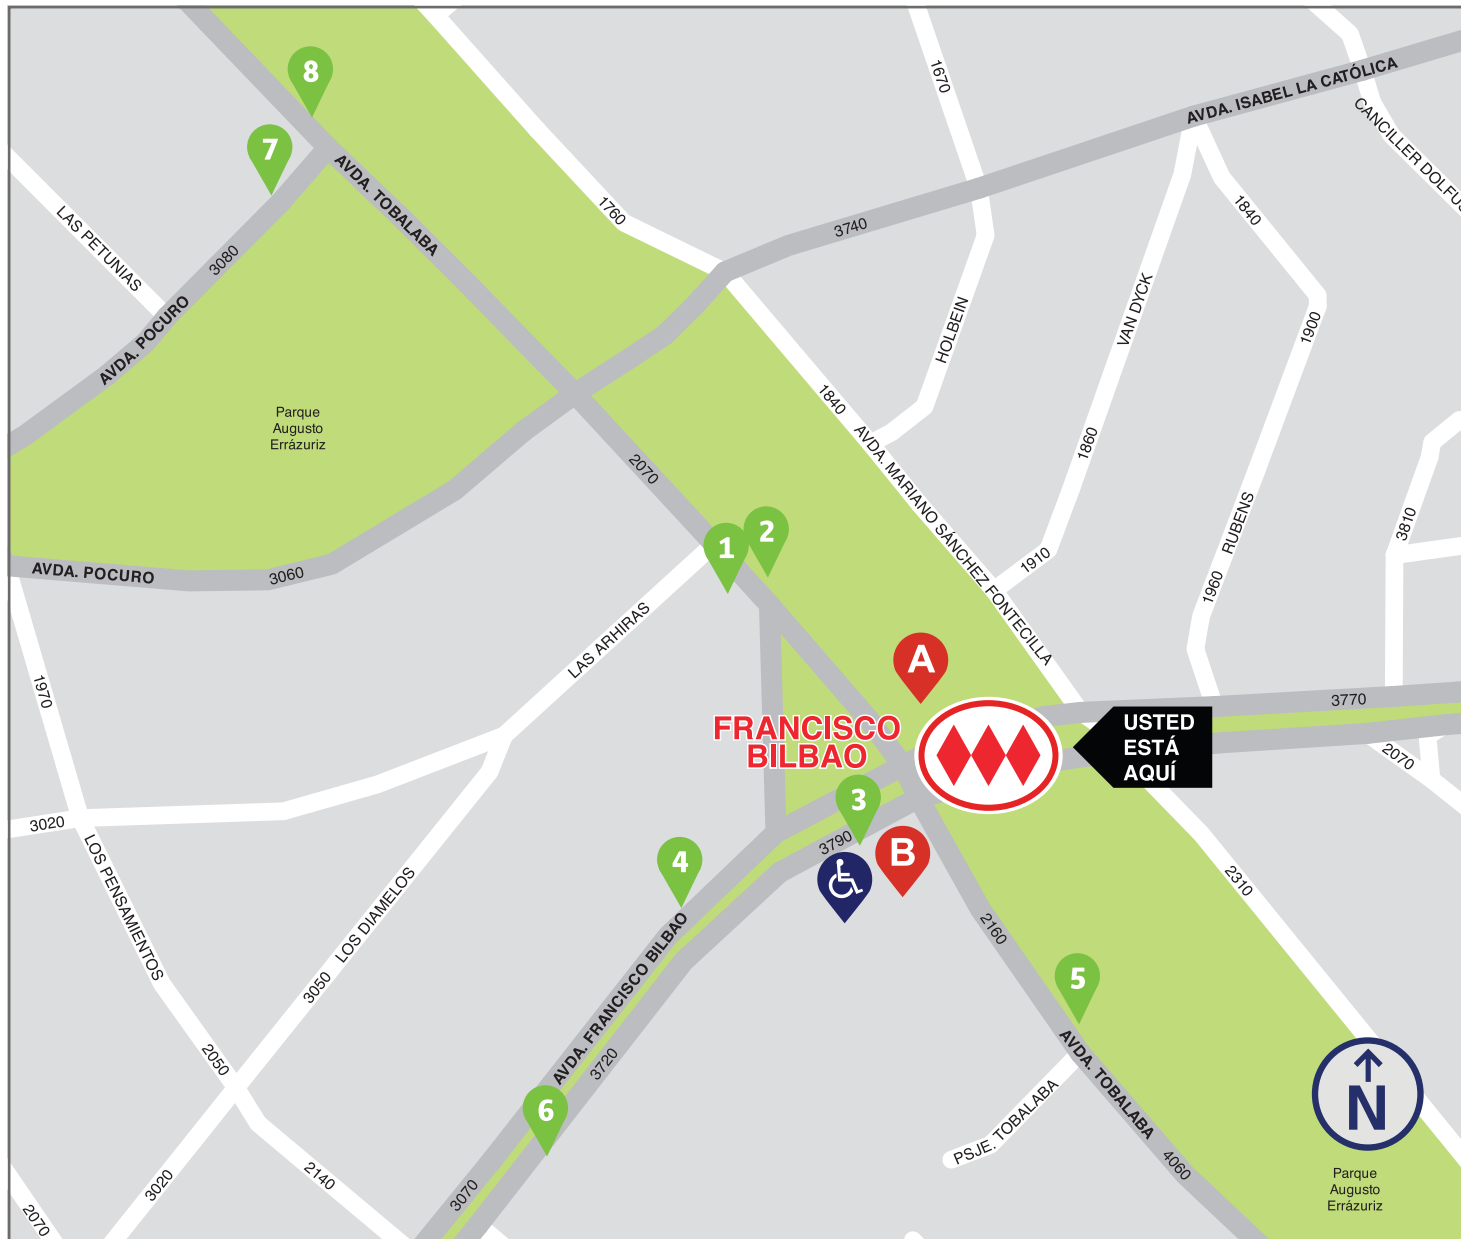 8
7
1670
AVDA. ISABEL LA CATÓLICA
CANCILLER DOLFUS
AVDA. TOBALABA
LAS PETUNIAS
3080
1760
3740
1840
AVDA. POCURO
HOLBEIN
VAN DYCK
1900
Parque
Augusto
Errázuriz
1840
AVDA. MARIANO SÁNCHEZ FONTECILLA
2070
1860
RUBENS
3810
1
2
AVDA. POCURO
3060
1910
1960
LAS ARHIRAS
1970
A
FRANCISCO
BILBAO
USTED
ESTÁ
AQUÍ
3770
2070
3
3790
3020
LOS PENSAMIENTOS
4
B
LOS DIAMELOS
3050
AVDA. FRANCISCO BILBAO
3720
2160
2310
5
AVDA. TOBALABA
PSJE. TOBALABA
4060
2050
6
N
3020
2140
3070
2070
Parque
Augusto
Errázuriz